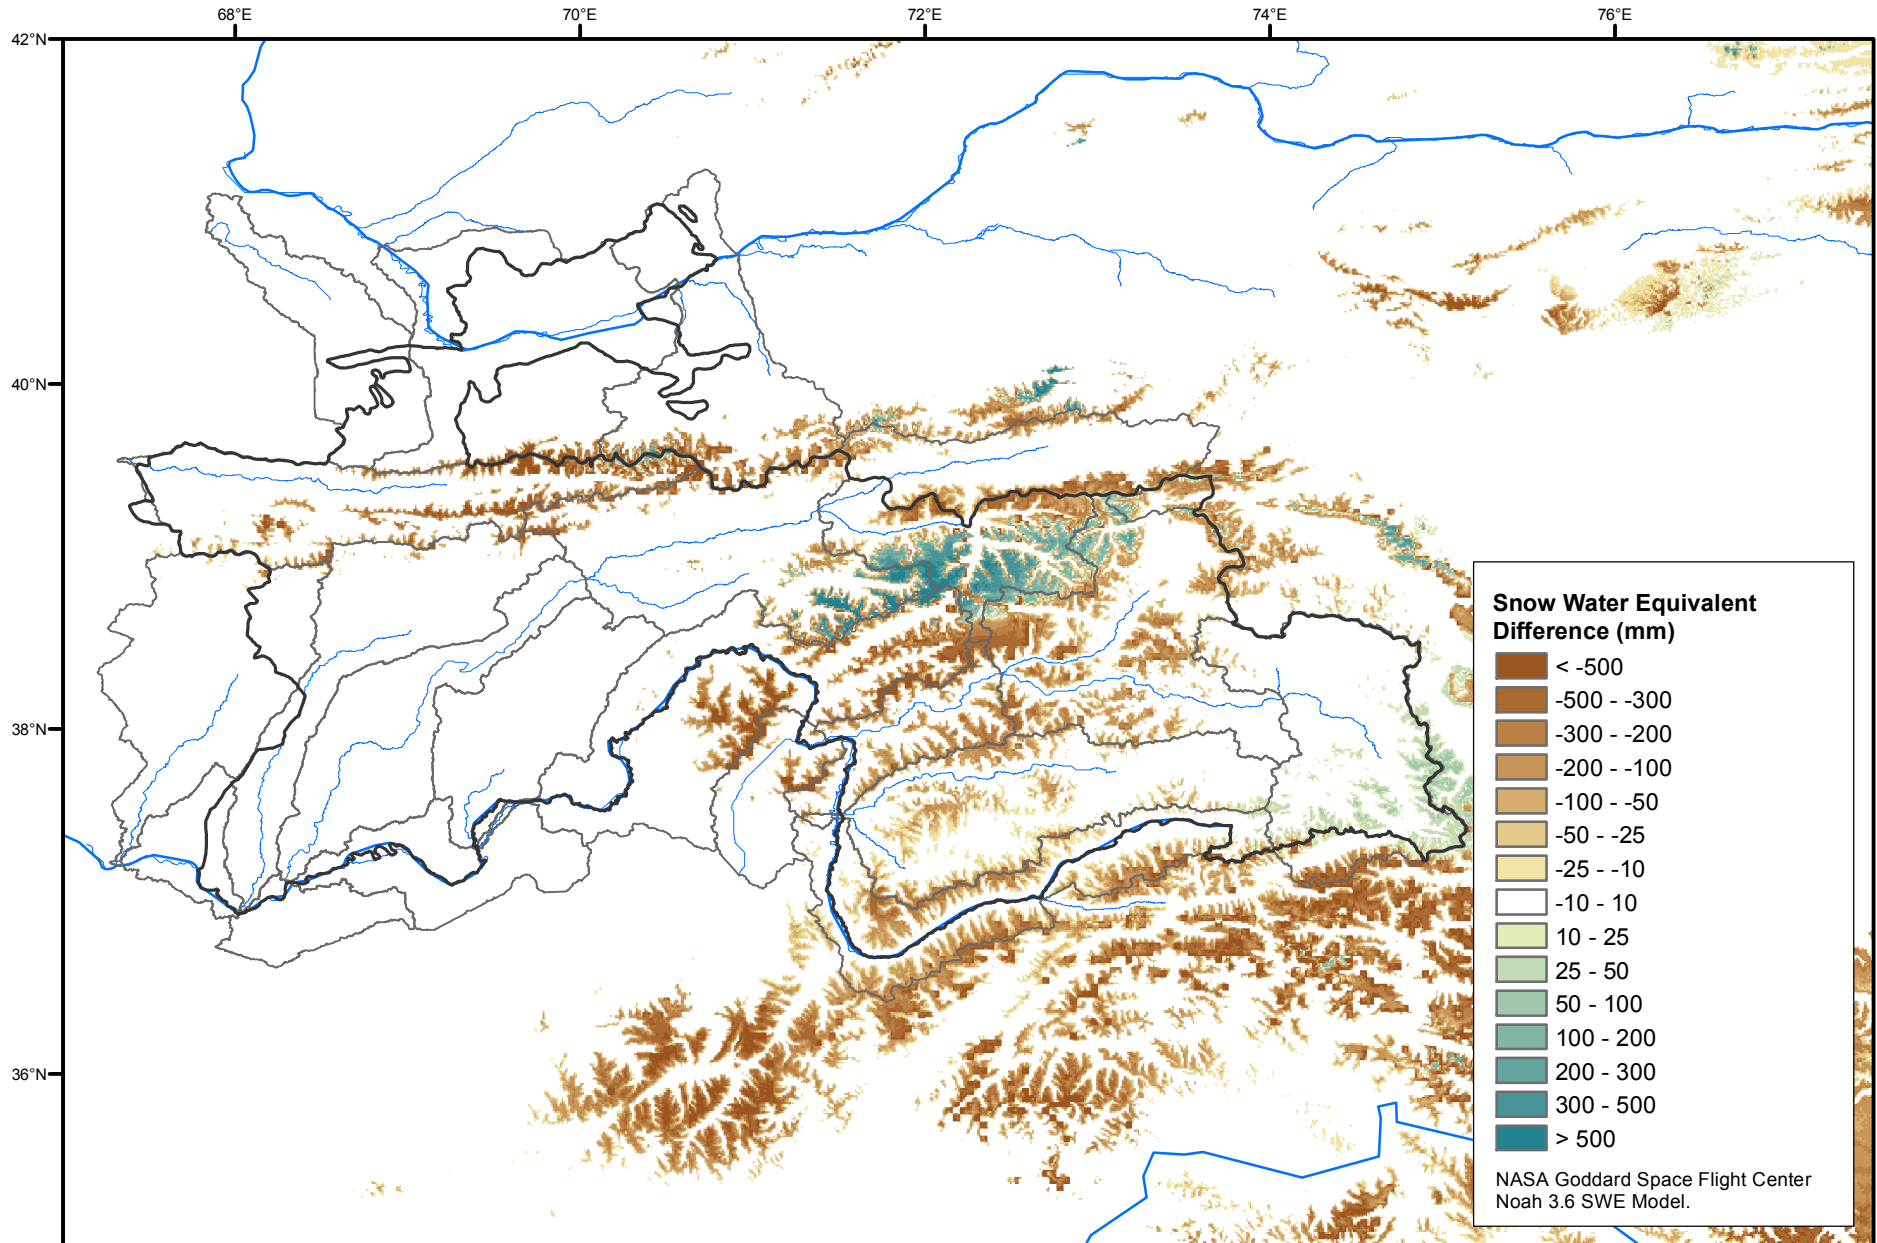 68°E
70°E
72°E
74°E
76°E
42°N
40°N
38°N
36°N
Snow Water Equivalent
Difference (mm)
< -500
-500 - -300
-300 - -200
-200 - -100
-100 - -50
-50 - -25
-25 - -10
-10 - 10
10 - 25
25 - 50
50 - 100
100 - 200
200 - 300
300 - 500
> 500
NASA Goddard Space Flight Center
Noah 3.6 SWE Model.